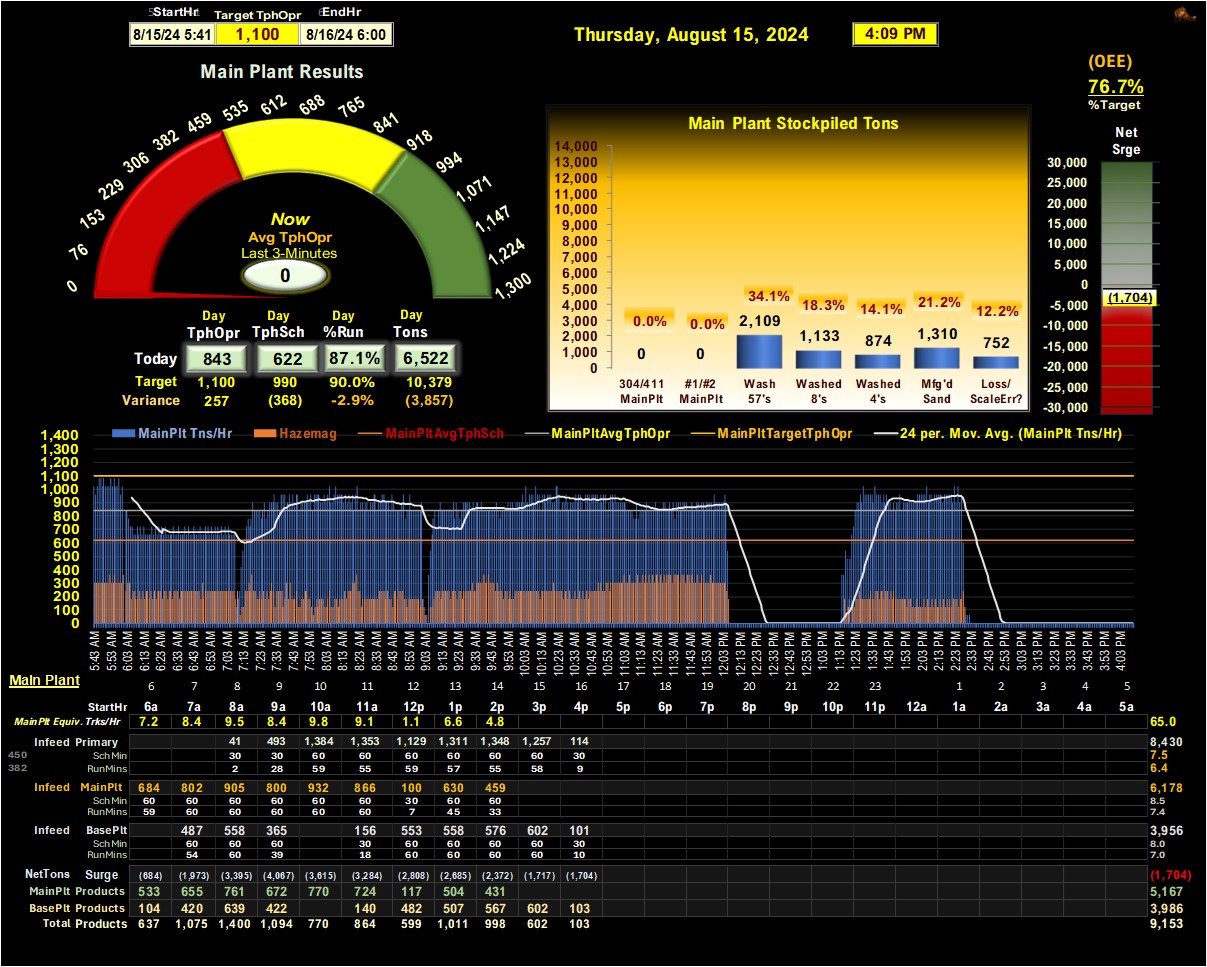 StartHr Target TphOpr EndHr
8/15/24 5:41 1,100 8/16/24 6:00
Thursday, August 15, 2024 4:09 PM
(OEE)
76.7%
%Target
Main Plant Results
0 76 153 229 306 382 459 535 612 688 765 841 918 994 1,071 1,147 1,224 1,300
Now
Avg TphOpr
Last 3-Minutes
0
Day Day Day Day
TphOpr TphSch %Run Tons
Today 843 622 87.1% 6,522
Target 1,100 990 90.0% 10,379
Variance 257 (368) -2.9% (3,857)
Main Plant Stockpiled Tons
14,000
13,000
12,000
11,000
10,000
9,000
8,000
7,000
6,000
5,000
4,000
3,000
2,000
1,000
0
0.0% 0.0% 34.1% 18.3% 14.1% 21.2% 12.2%
0 0 2,109 1,133 874 1,310 752
304/411 #1/#2 Wash Washed Washed Mfg'd Loss/
MainPlt MainPlt 57's 8's 4's Sand ScaleErr?
Net
Srge
30,000
25,000
20,000
15,000
10,000
5,000
0
-5,000
-10,000
-15,000
-20,000
-25,000
-30,000
(1,704)
MainPlt Tns/Hr Hazemag MainPltAvgTphSch MainPltAvgTphOpr MainPltTargetTphOpr 24 per. Mov. Avg. (MainPlt Tns/Hr)
1,400
1,300
1,200
1,100
1,000
900
800
700
600
500
400
300
200
100
0
5:43 AM 5:53 AM 6:03 AM 6:13 AM 6:23 AM 6:33 AM 6:43 AM 6:53 AM 7:03 AM 7:13 AM 7:23 AM 7:33 AM 7:43 AM 7:53 AM 8:03 AM 8:13 AM 8:23 AM 8:33 AM 8:43 AM 8:53 AM 9:03 AM 9:13 AM 9:23 AM 9:33 AM 9:43 AM 9:53 AM 10:03 AM 10:13 AM 10:23 AM 10:33 AM 10:43 AM 10:53 AM 11:03 AM 11:13 AM 11:23 AM 11:33 AM 11:43 AM 11:53 AM 12:03 PM 12:13 PM 12:23 PM 12:33 PM 12:43 PM 12:53 PM 1:03 PM 1:13 PM 1:23 PM 1:33 PM 1:43 PM 1:53 PM 2:03 PM 2:13 PM 2:23 PM 2:33 PM 2:43 PM 2:53 PM 3:03 PM 3:13 PM 3:23 PM 3:33 PM 3:43 PM 3:53 PM 4:03 PM
Main Plant
6 7 8 9 10 11 12 13 14 15 16 17 18 19 20 21 22 23 1 2 3 4 5
StartHr 6a 7a 8a 9a 10a 11a 12p 1p 2p 3p 4p 5p 6p 7p 8p 9p 10p 11p 12a 1a 2a 3a 4a 5a
MainPlt Equiv. Trks/Hr 7.2 8.4 9.5 8.4 9.8 9.1 1.1 6.6 4.8 65.0
Infeed Primary 41 493 1,384 1,353 1,129 1,311 1,348 1,257 114 8,430
450 SchMin 30 30 60 60 60 60 60 60 30 7.5
382 RunMins 2 28 59 55 59 57 55 58 9 6.4
Infeed MainPlt 684 802 905 800 932 866 100 630 459 6,178
SchMin 60 60 60 60 60 60 30 60 60 8.5
RunMins 59 60 60 60 60 60 7 45 33 7.4
Infeed BasePlt 487 558 365 156 553 558 576 602 101 3,956
SchMin 60 60 60 30 60 60 60 60 30 8.0
RunMins 54 60 39 18 60 60 60 60 10 7.0
NetTons Surge (684) (1,973) (3,395) (4,067) (3,615) (3,284) (2,808) (2,685) (2,372) (1,717) (1,704) (1,704)
MainPlt Products 533 655 761 672 770 724 117 504 431 5,167
BasePlt Products 104 420 639 422 140 482 507 567 602 103 3,986
Total Products 637 1,075 1,400 1,094 770 864 599 1,011 998 602 103 9,153